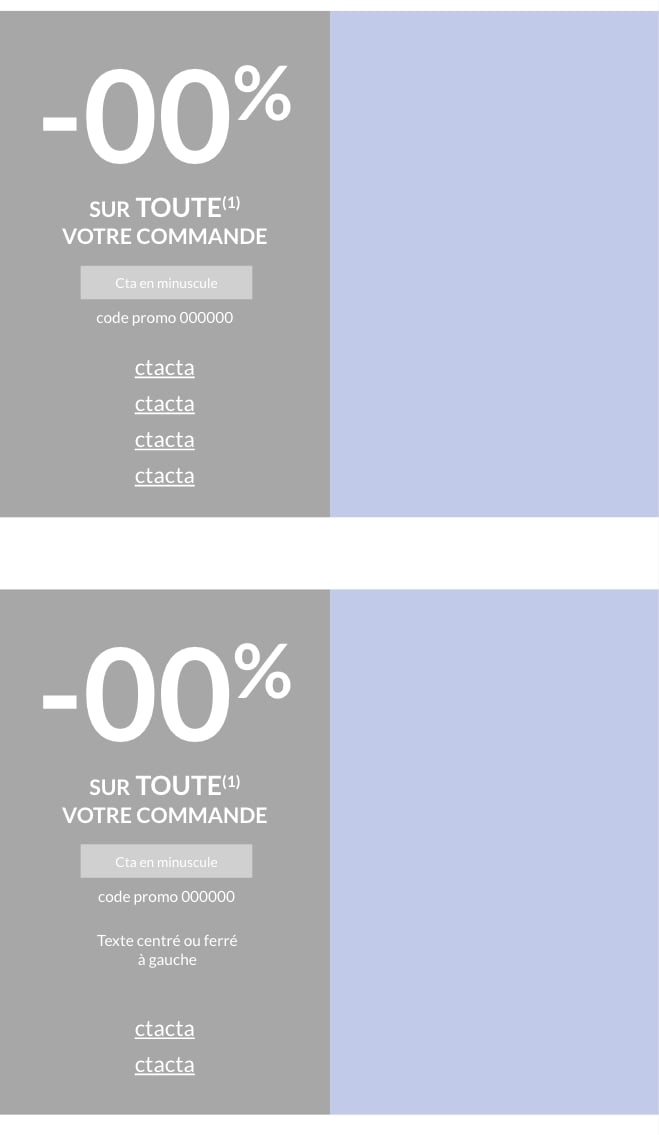 -00%
SUR TOUTE(1)
VOTRE COMMANDE
Cta en minuscule
code promo 000000
ctacta
ctacta
ctacta
ctacta
-00%
SUR TOUTE(1)
VOTRE COMMANDE
Cta en minuscule
code promo 000000
Texte centré ou ferré
à gauche
ctacta
ctacta